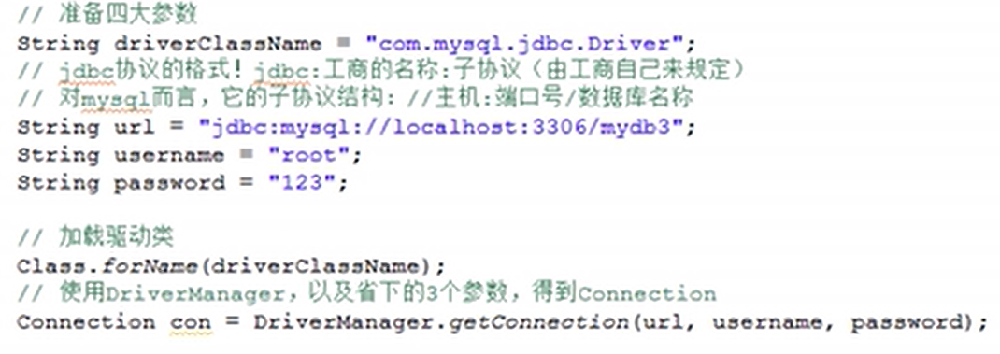 // 准备四大参数
String driverClassName = "com.mysql.jdbc.Driver";
// jdbc协议的格式！jdbc:工商的名称:子协议（由工商自己来规定）
// 对mysql而言，它的子协议结构：//主机:端口号/数据库名称
String url = "jdbc:mysql://localhost:3306/mydb3";
String username = "root";
String password = "123";
// 加载驱动类
Class.forName(driverClassName);
// 使用DriverManager，以及省下的3个参数，得到Connection
Connection con = DriverManager.getConnection(url, username, password);